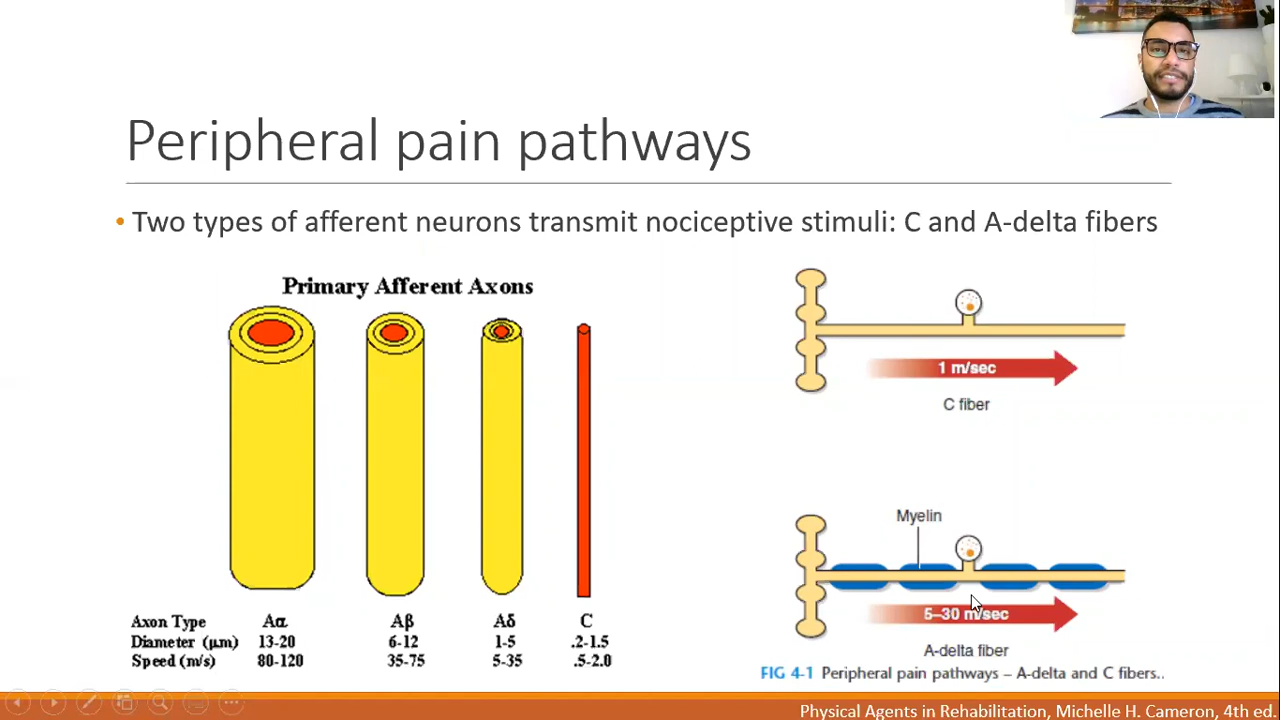 Peripheral pain pathways
• Two types of afferent neurons transmit nociceptive stimuli: C and A-delta fibers
Primary Afferent Axons
Axon Type Aα Aβ Aδ C
Diameter (μm) 13-20 6-12 1-5 .2-1.5
Speed (m/s) 80-120 35-75 5-35 .5-2.0
1 m/sec
C fiber
Myelin
5–30 m/sec
A-delta fiber
FIG 4-1 Peripheral pain pathways – A-delta and C fibers..
Physical Agents in Rehabilitation, Michelle H. Cameron, 4th ed.